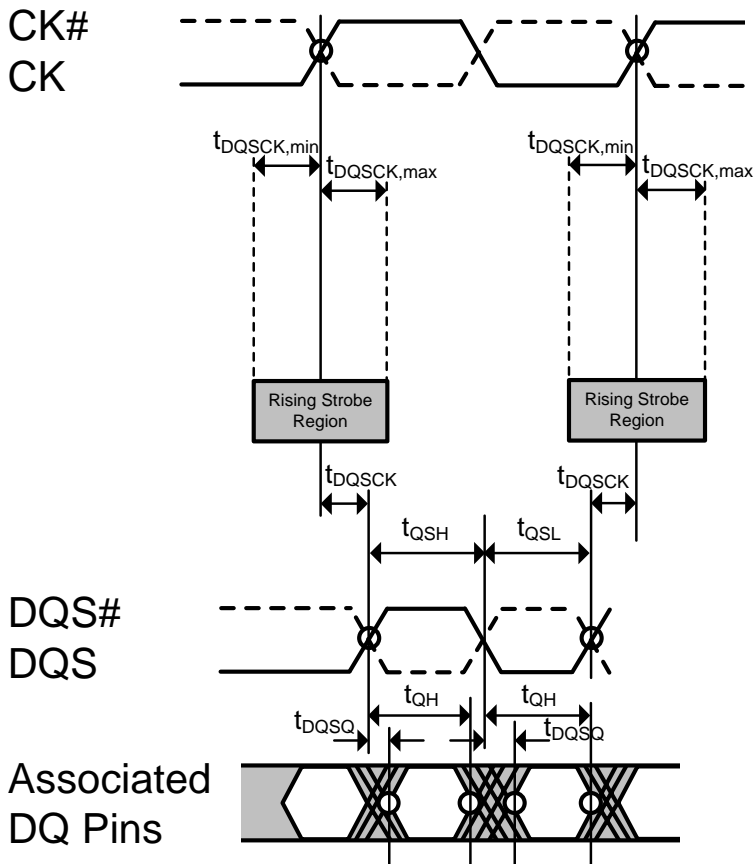 CK#
CK
tDQSCK,min
tDQSCK,max
tDQSCK,min
tDQSCK,max
Rising Strobe
Region
Rising Strobe
Region
tDQSCK
tDQSCK
tQSH
tQSL
DQS#
DQS
tQH
tQH
tDQSQ
tDQSQ
Associated
DQ Pins